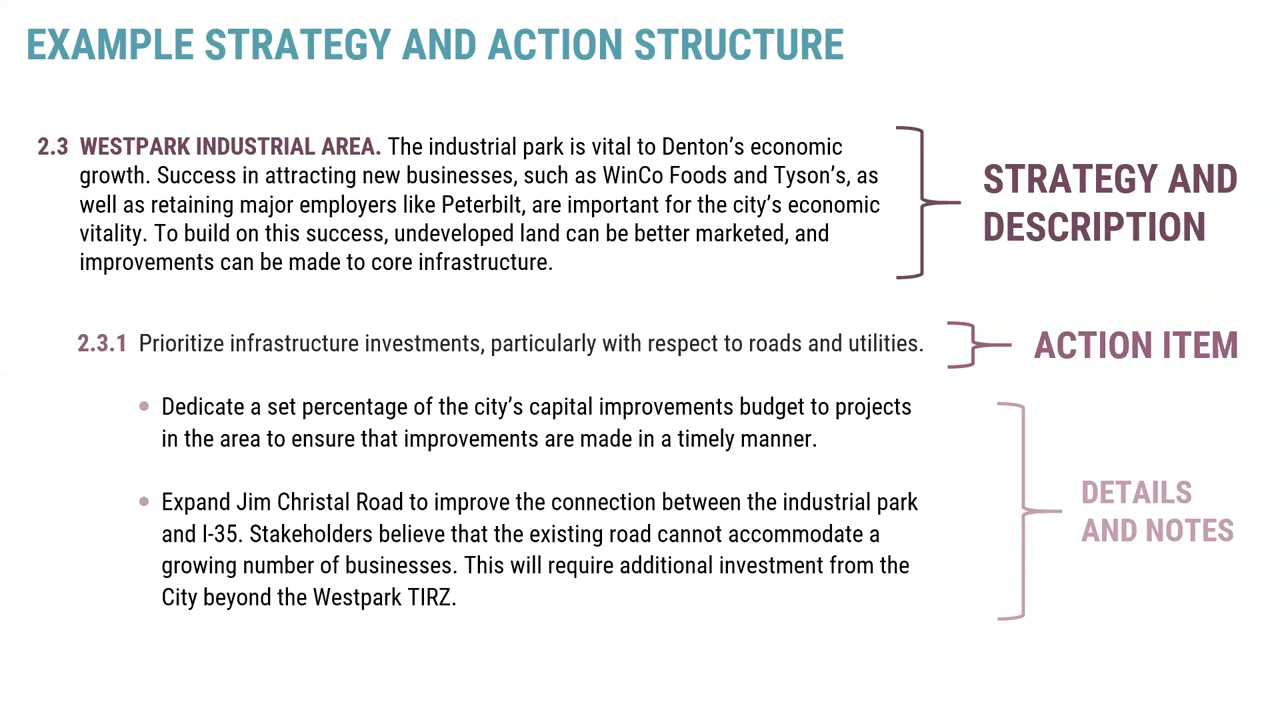 EXAMPLE STRATEGY AND ACTION STRUCTURE
2.3 WESTPARK INDUSTRIAL AREA. The industrial park is vital to Denton’s economic
growth. Success in attracting new businesses, such as WinCo Foods and Tyson’s, as
well as retaining major employers like Peterbilt, are important for the city’s economic
vitality. To build on this success, undeveloped land can be better marketed, and
improvements can be made to core infrastructure.
STRATEGY AND
DESCRIPTION
2.3.1 Prioritize infrastructure investments, particularly with respect to roads and utilities.
ACTION ITEM
• Dedicate a set percentage of the city’s capital improvements budget to projects
in the area to ensure that improvements are made in a timely manner.
• Expand Jim Christal Road to improve the connection between the industrial park
and I-35. Stakeholders believe that the existing road cannot accommodate a
growing number of businesses. This will require additional investment from the
City beyond the Westpark TIRZ.
DETAILS
AND NOTES